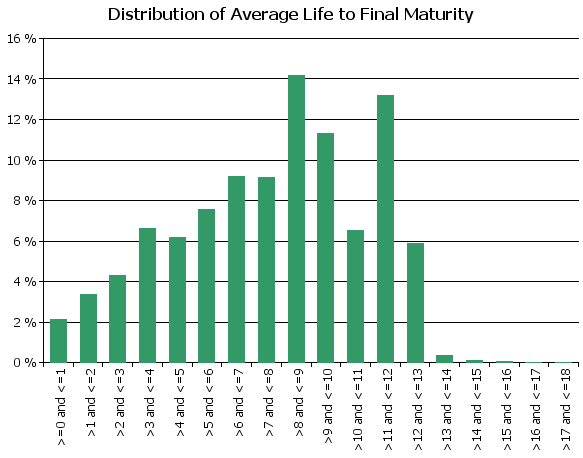 Distribution of Average Life to Final Maturity
16 %
14 %
12 %
10 %
8 %
6 %
4 %
2 %
0 %
>=0 and <=1
>1 and <=2
>2 and <=3
>3 and <=4
>4 and <=5
>5 and <=6
>6 and <=7
>7 and <=8
>8 and <=9
>9 and <=10
>10 and <=11
>11 and <=12
>12 and <=13
>13 and <=14
>14 and <=15
>15 and <=16
>16 and <=17
>17 and <=18